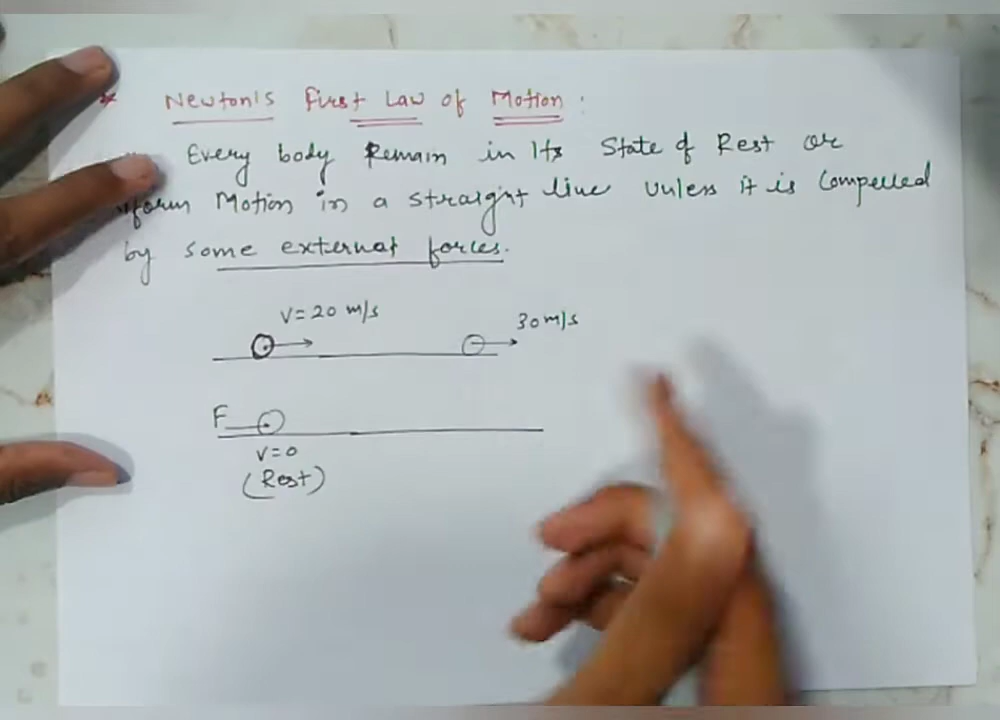 * Newton's First Law of Motion :
Every body Remain in Its State of Rest or
form Motion in a straight line unless it is Compelled
by some external forces.
V=20 m/s
30 m/s
F
V=0
(Rest)